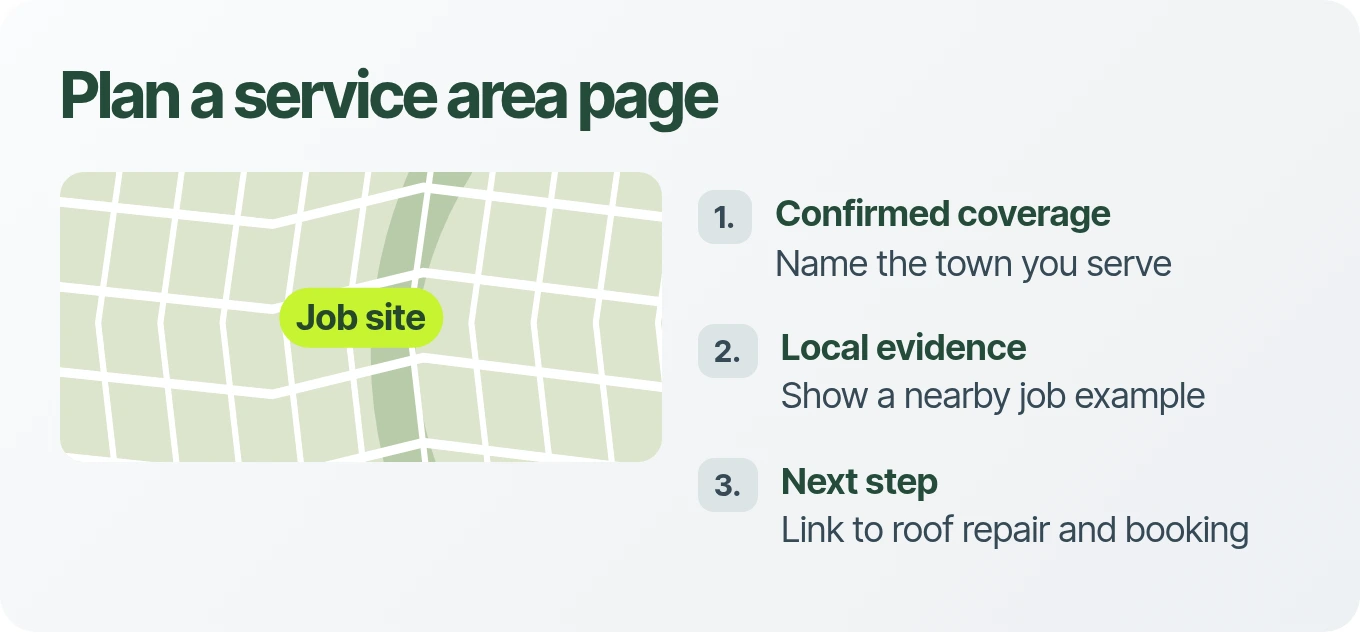 Plan a service area page
Job site
1. Confirmed coverage
Name the town you serve
2. Local evidence
Show a nearby job example
3. Next step
Link to roof repair and booking